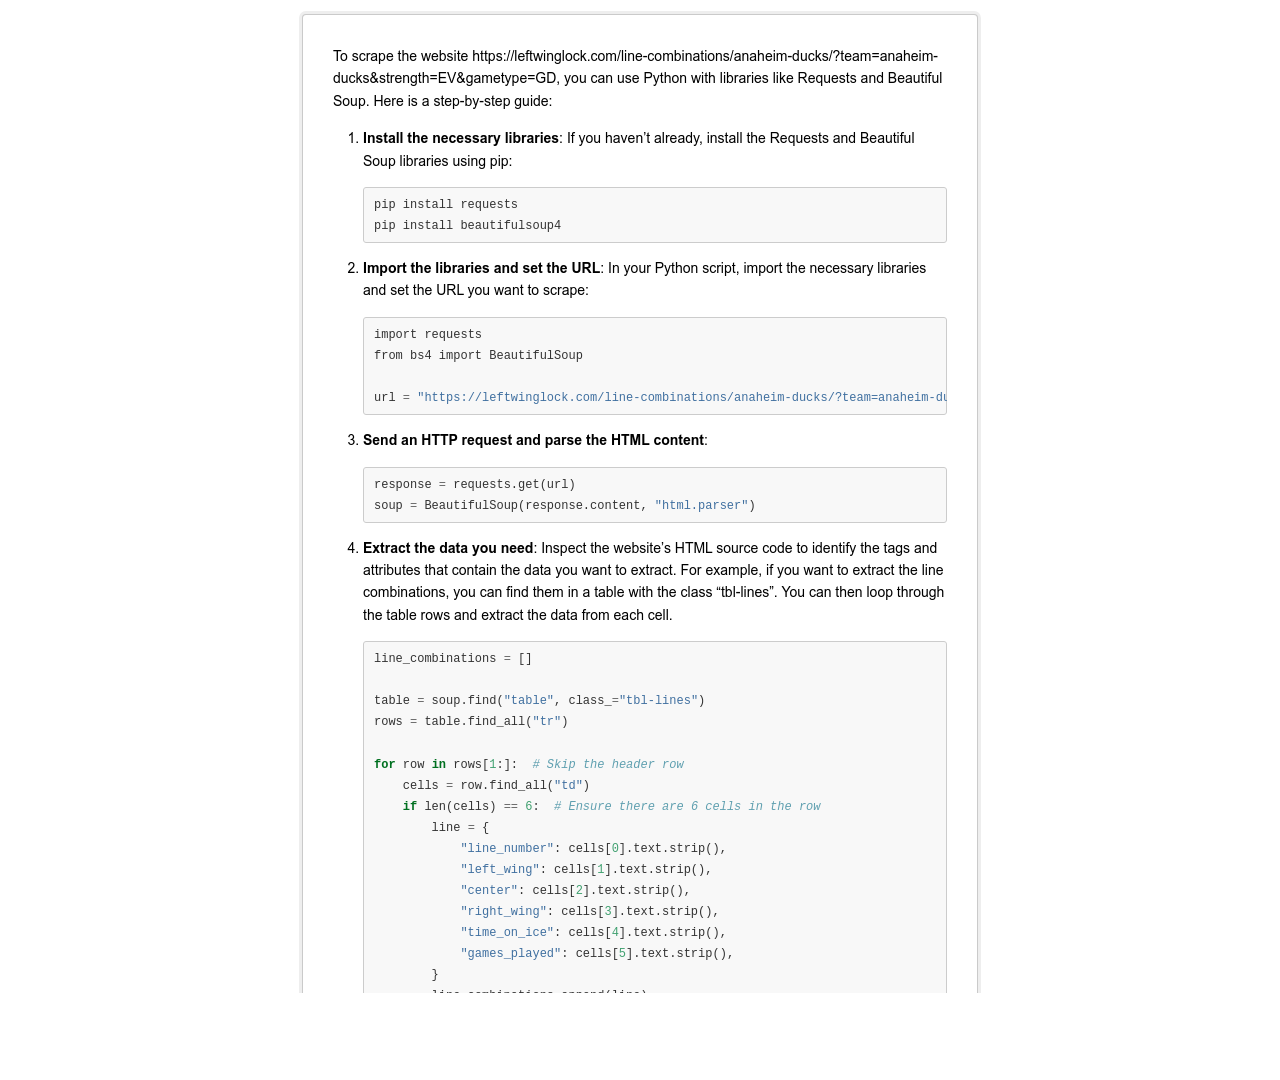 To scrape the website https://leftwinglock.com/line-combinations/anaheim-ducks/?team=anaheim-
ducks&strength=EV&gametype=GD, you can use Python with libraries like Requests and Beautiful
Soup. Here is a step-by-step guide:
1. Install the necessary libraries: If you haven’t already, install the Requests and Beautiful
Soup libraries using pip:
pip install requests
pip install beautifulsoup4
2. Import the libraries and set the URL: In your Python script, import the necessary libraries
and set the URL you want to scrape:
import requests
from bs4 import BeautifulSoup
url = "https://leftwinglock.com/line-combinations/anaheim-ducks/?team=anaheim-du
3. Send an HTTP request and parse the HTML content:
response = requests.get(url)
soup = BeautifulSoup(response.content, "html.parser")
4. Extract the data you need: Inspect the website’s HTML source code to identify the tags and
attributes that contain the data you want to extract. For example, if you want to extract the line
combinations, you can find them in a table with the class “tbl-lines”. You can then loop through
the table rows and extract the data from each cell.
line_combinations = []
table = soup.find("table", class_="tbl-lines")
rows = table.find_all("tr")
for row in rows[1:]:  # Skip the header row
    cells = row.find_all("td")
    if len(cells) == 6:  # Ensure there are 6 cells in the row
        line = {
            "line_number": cells[0].text.strip(),
            "left_wing": cells[1].text.strip(),
            "center": cells[2].text.strip(),
            "right_wing": cells[3].text.strip(),
            "time_on_ice": cells[4].text.strip(),
            "games_played": cells[5].text.strip(),
        }
        line_combinations.append(line)